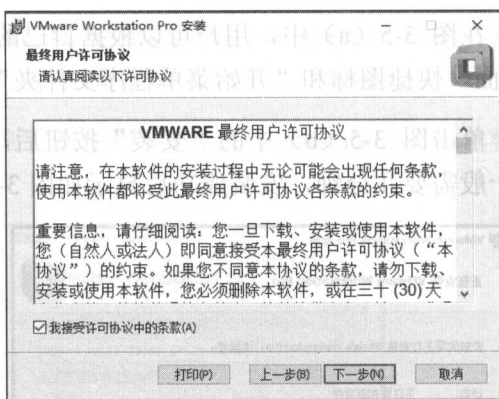 VMware Workstation Pro 安装
最终用户许可协议
请认真阅读以下许可协议
VMWARE 最终用户许可协议
请注意，在本软件的安装过程中无论可能会出现任何条款，
使用本软件都将受此最终用户许可协议各条款的约束。
重要信息，请仔细阅读：您一旦下载、安装或使用本软件，
您（自然人或法人）即同意接受本最终用户许可协议（“本
协议”）的约束。如果您不同意本协议的条款，请勿下载、
安装或使用本软件，您必须删除本软件，或在三十 (30) 天
我接受许可协议中的条款(A)
打印(P) 上一步(B) 下一步(N) 取消